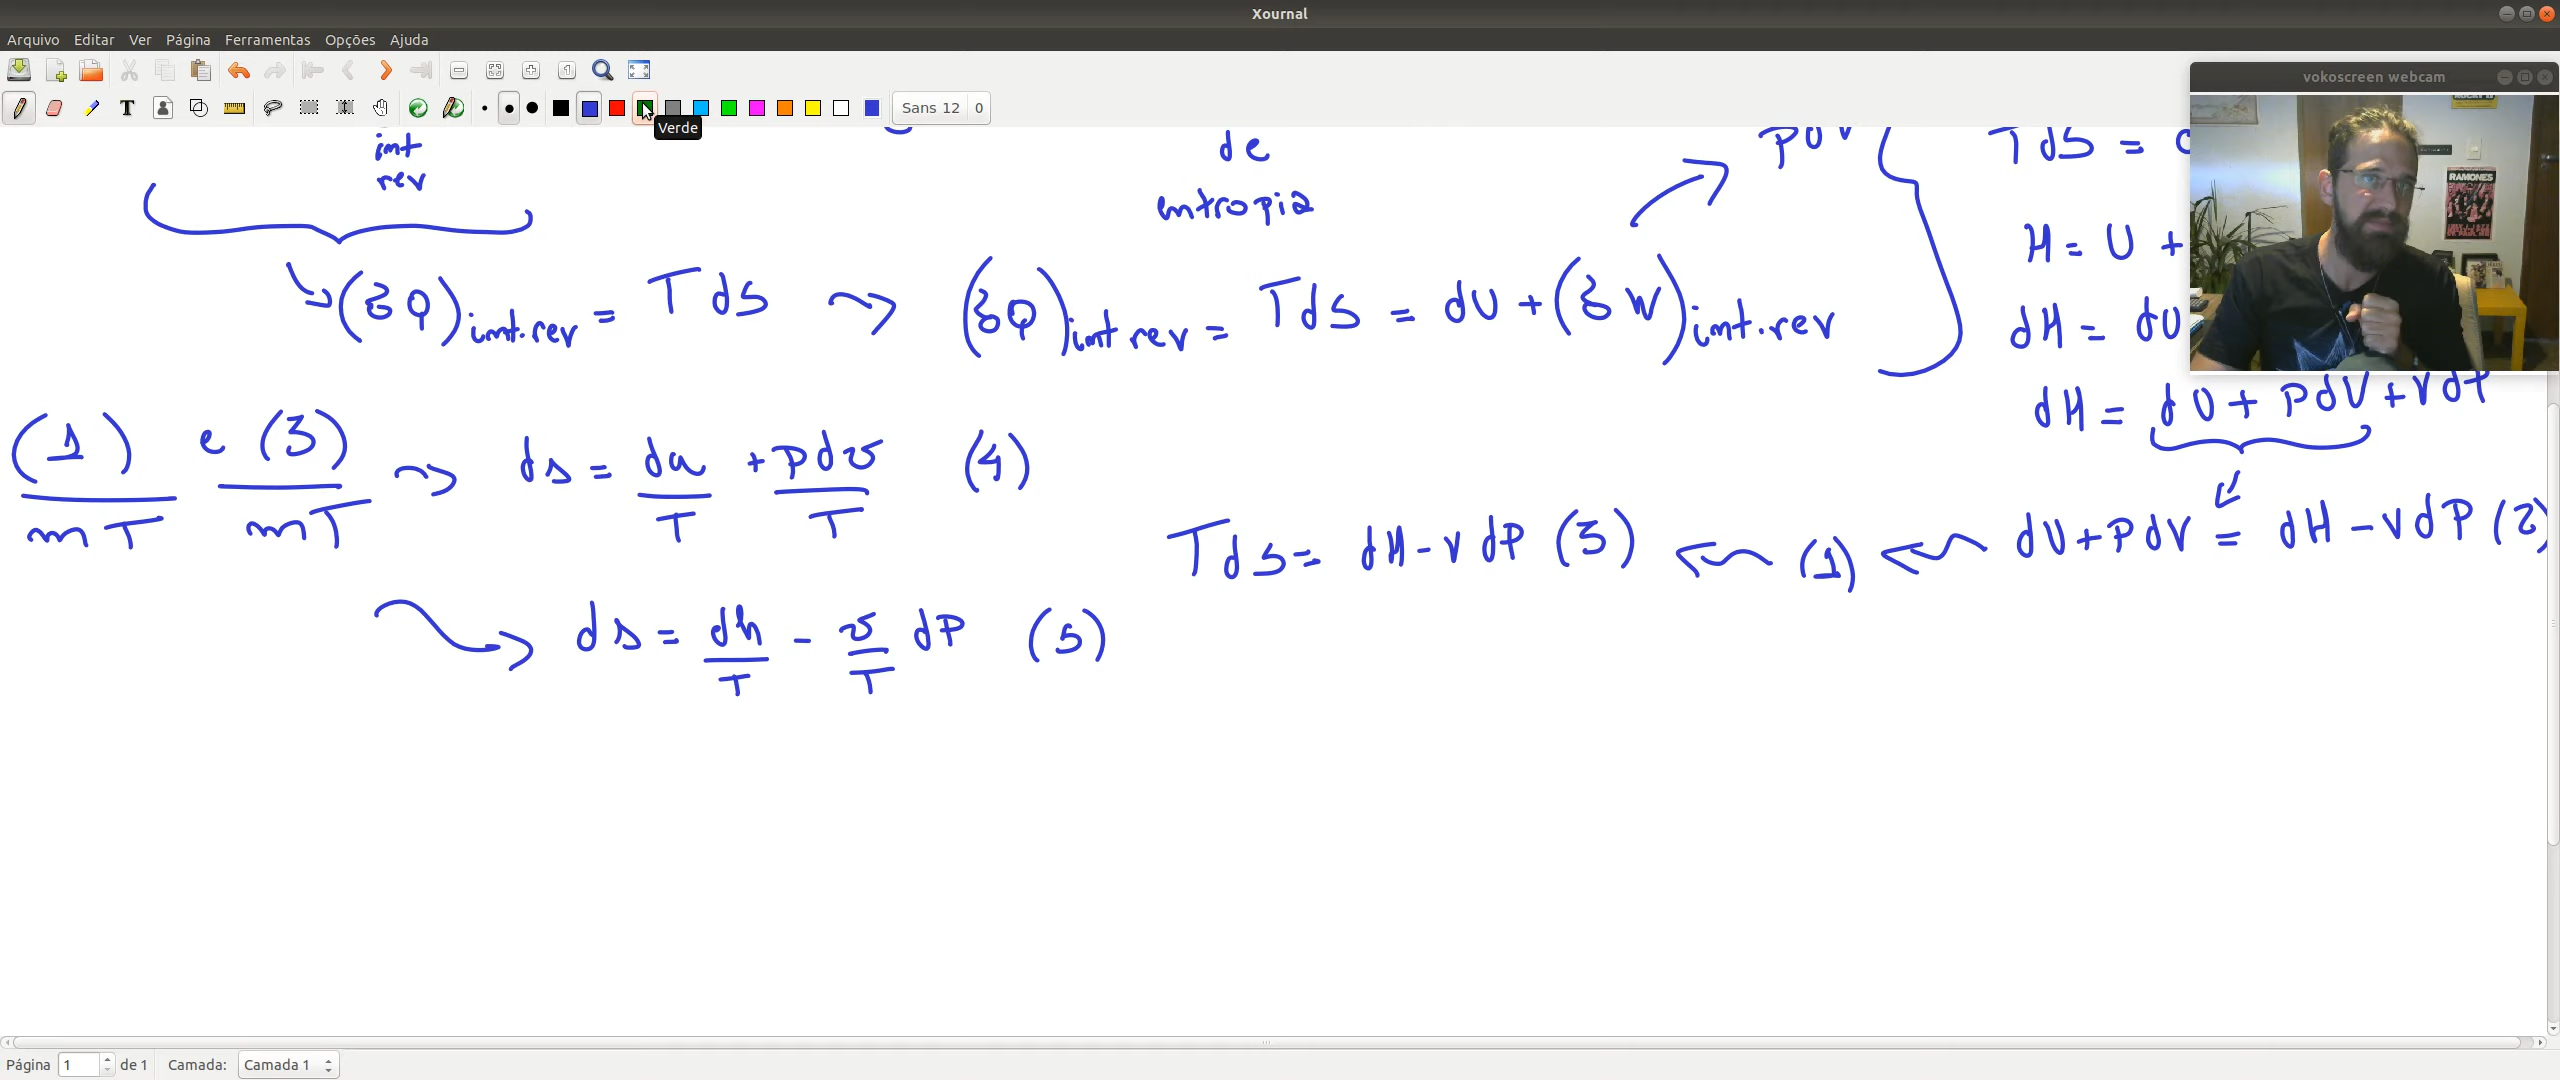 Xournal
Arquivo Editar Ver Página Ferramentas Opções Ajuda
Sans 12 0
Verde
vokoscreen webcam
RAMONES
int
rev
de
entropia
pdV
TdS =
H = U +
(δQ)int.rev = TdS → (δQ)int rev = TdS = dU + (δW)int.rev
dH = dU
dH = dU + PdV + VdP
(1)/mT e (3)/mT → ds = du/T + Pdv/T (4)
TdS = dH - VdP (3) ← (1) ← dU + PdV = dH - VdP (2)
ds = dh/T - v/T dP (5)
Página 1 de 1 Camada: Camada 1